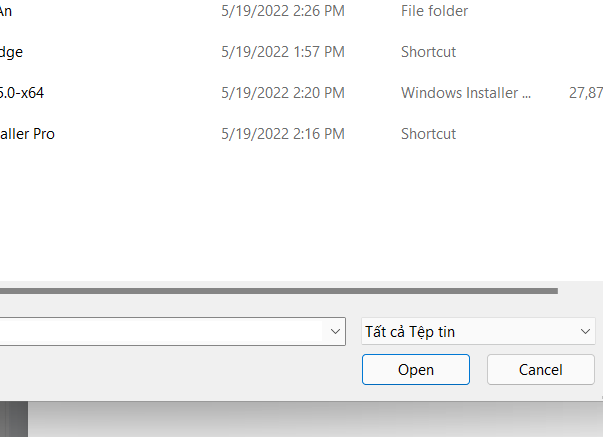 An 5/19/2022 2:26 PM File folder
dge 5/19/2022 1:57 PM Shortcut
5.0-x64 5/19/2022 2:20 PM Windows Installer ... 27,87
aller Pro 5/19/2022 2:16 PM Shortcut
Tất cả Tệp tin
Open Cancel